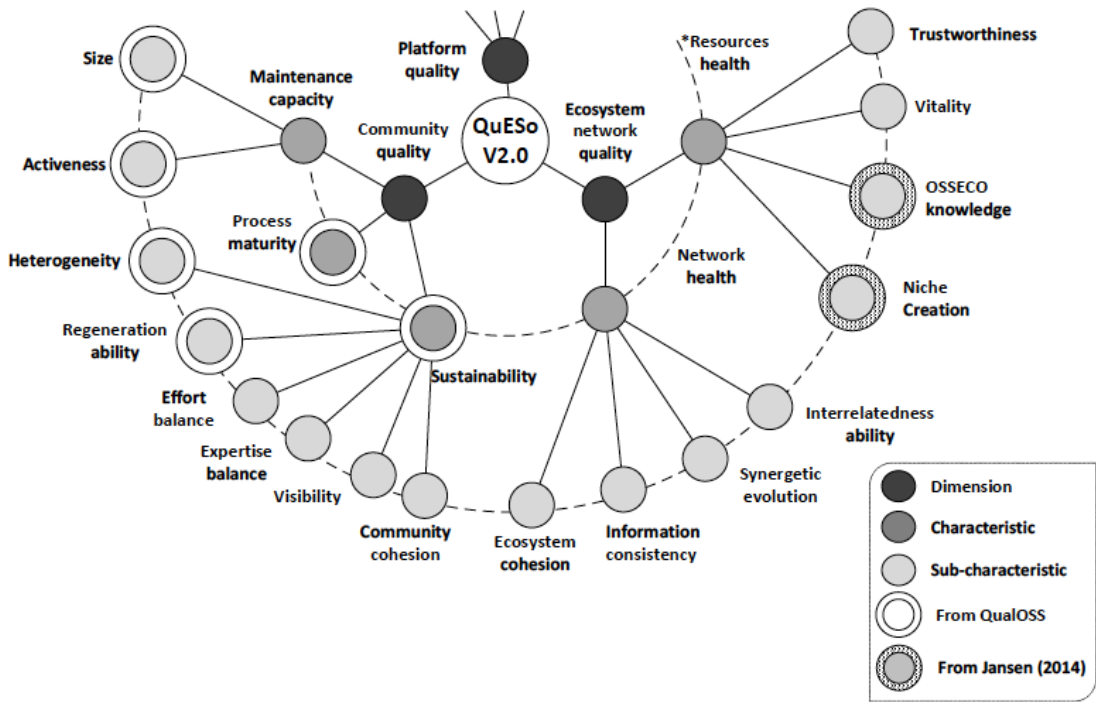 Size
Activeness
Heterogeneity
Regeneration
ability
Effort
balance
Expertise
balance
Visibility
Community
cohesion
Maintenance
capacity
Process
maturity
Community
quality
Sustainability
Platform
quality
QuESo
V2.0
Ecosystem
network
quality
*Resources
health
Network
health
Ecosystem
cohesion
Information
consistency
Synergetic
evolution
Interrelatedness
ability
Trustworthiness
Vitality
OSSECO
knowledge
Niche
Creation
Dimension
Characteristic
Sub-characteristic
From QualOSS
From Jansen (2014)